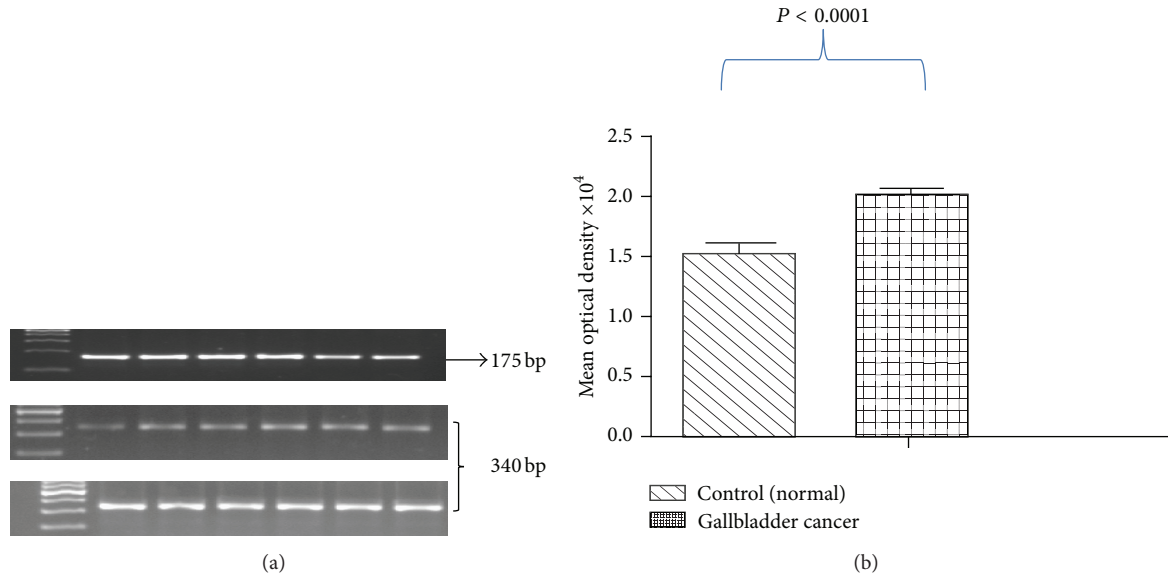 175 bp
340 bp
(a)
P < 0.0001
Mean optical density ×10⁴
2.5
2.0
1.5
1.0
0.5
0.0
Control (normal)
Gallbladder cancer
(b)